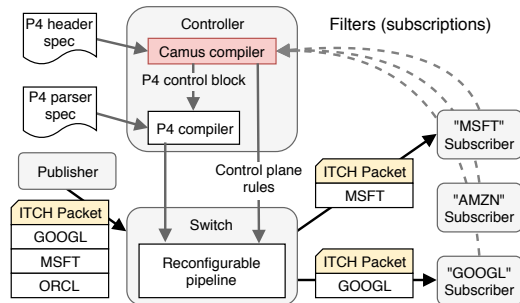 P4 header
spec
Controller
Filters (subscriptions)
Camus compiler
P4 control block
P4 parser
spec
P4 compiler
"MSFT"
Subscriber
Publisher
Control plane
rules
ITCH Packet
MSFT
"AMZN"
Subscriber
ITCH Packet
GOOGL
MSFT
ORCL
Switch
Reconfigurable
pipeline
ITCH Packet
GOOGL
"GOOGL"
Subscriber